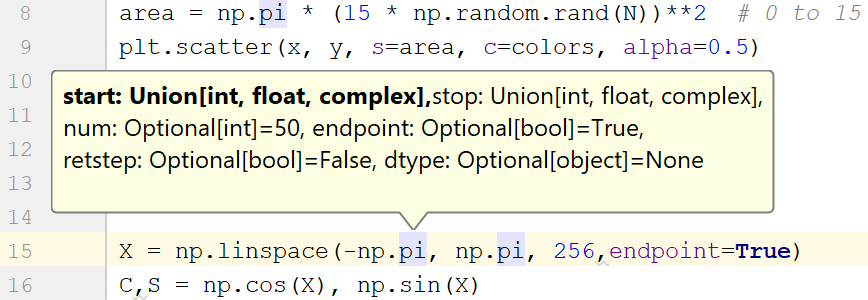 8 area = np.pi * (15 * np.random.rand(N))**2  # 0 to 15
9 plt.scatter(x, y, s=area, c=colors, alpha=0.5)
10
start: Union[int, float, complex],stop: Union[int, float, complex],
11
num: Optional[int]=50, endpoint: Optional[bool]=True,
12
retstep: Optional[bool]=False, dtype: Optional[object]=None
13
14
15 X = np.linspace(-np.pi, np.pi, 256,endpoint=True)
16 C,S = np.cos(X), np.sin(X)